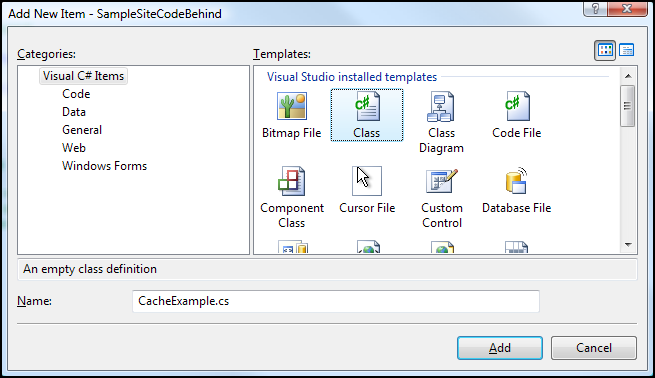 Add New Item - SampleSiteCodeBehind
?
Categories:
Templates:
Visual C# Items
Code
Data
General
Web
Windows Forms
Visual Studio installed templates
C#
C#
Bitmap File
Class
Class
Diagram
Code File
Component
Class
Cursor File
Custom
Control
Database File
An empty class definition
Name:
CacheExample.cs
Add
Cancel